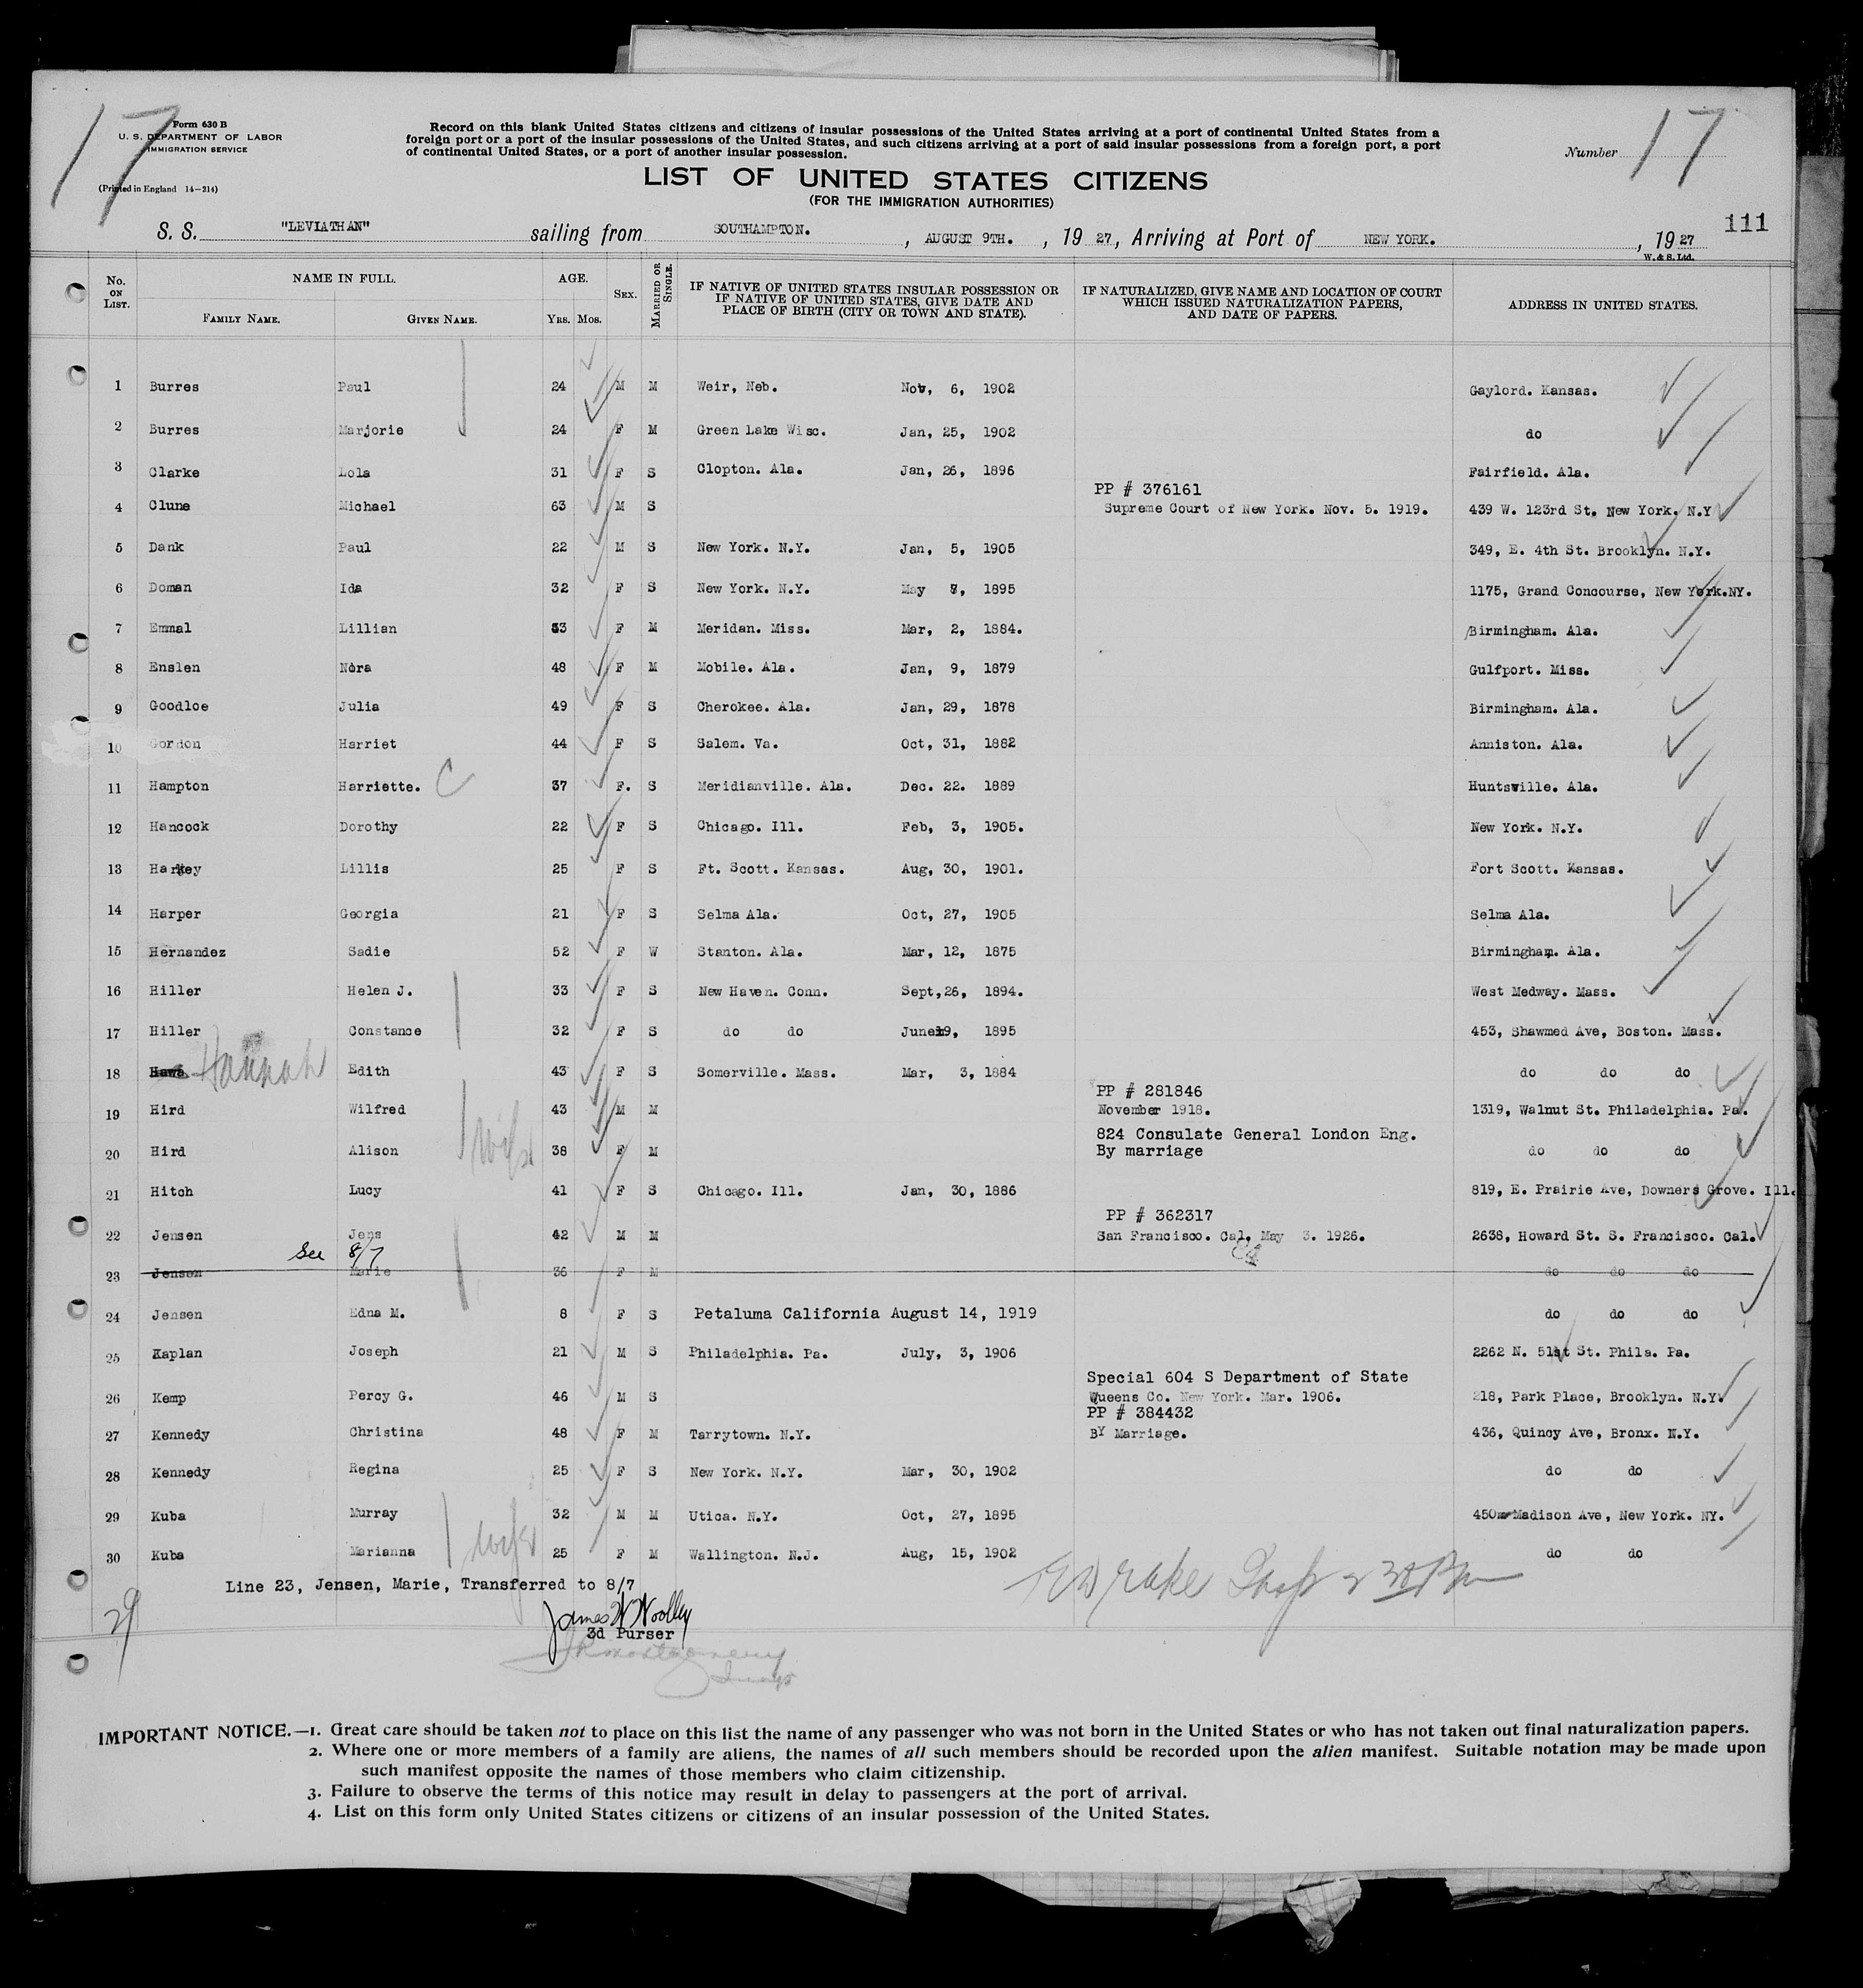 17
Form 630 B
U. S. DEPARTMENT OF LABOR
IMMIGRATION SERVICE
(Printed in England 14—214)
Record on this blank United States citizens and citizens of insular possessions of the United States arriving at a port of continental United States from a
foreign port or a port of the insular possessions of the United States, and such citizens arriving at a port of said insular possessions from a foreign port, a port
of continental United States, or a port of another insular possession.
Number 17
LIST OF UNITED STATES CITIZENS
(FOR THE IMMIGRATION AUTHORITIES)
111
S. S. "LEVIATHAN" sailing from SOUTHAMPTON. , AUGUST 9TH. , 19 27, Arriving at Port of NEW YORK. , 19 27
W. & S. Ltd.
No. ON LIST. NAME IN FULL. FAMILY NAME. GIVEN NAME. AGE. YRS. MOS. SEX. MARRIED OR SINGLE. IF NATIVE OF UNITED STATES INSULAR POSSESSION OR IF NATIVE OF UNITED STATES, GIVE DATE AND PLACE OF BIRTH (CITY OR TOWN AND STATE). IF NATURALIZED, GIVE NAME AND LOCATION OF COURT WHICH ISSUED NATURALIZATION PAPERS, AND DATE OF PAPERS. ADDRESS IN UNITED STATES.
1 Burres Paul 24 M M Weir, Neb. Nov, 6, 1902 Gaylord. Kansas.
2 Burres Marjorie 24 F M Green Lake Wisc. Jan, 25, 1902 do
3 Clarke Lola 31 F S Clopton. Ala. Jan, 26, 1896 Fairfield. Ala.
PP # 376161
4 Clune Michael 63 M S Supreme Court of New York. Nov. 5. 1919. 439 W. 123rd St. New York. N.Y
5 Dank Paul 22 M S New York. N.Y. Jan, 5, 1905 349, E. 4th St. Brooklyn. N.Y.
6 Doman Ida 32 F S New York. N.Y. May 8, 1895 1175, Grand Concourse, New York.NY.
7 Emmal Lillian 53 F M Meridan. Miss. Mar, 2, 1884. Birmingham. Ala.
8 Enslen Nora 48 F M Mobile. Ala. Jan, 9, 1879 Gulfport. Miss.
9 Goodloe Julia 49 F S Cherokee. Ala. Jan, 29, 1878 Birmingham. Ala.
10 Gordon Harriet 44 F S Salem. Va. Oct, 31, 1882 Anniston. Ala.
11 Hampton Harriette. C 37 F. S Meridianville. Ala. Dec. 22. 1889 Huntsville. Ala.
12 Hancock Dorothy 22 F S Chicago. Ill. Feb, 3, 1905. New York. N.Y.
13 Harkey Lillis 25 F S Ft. Scott. Kansas. Aug, 30, 1901. Fort Scott. Kansas.
14 Harper Georgia 21 F S Selma Ala. Oct, 27, 1905 Selma Ala.
15 Hernandez Sadie 52 F W Stanton. Ala. Mar, 12, 1875 Birmingham. Ala.
16 Hiller Helen J. 33 F S New Haven. Conn. Sept,26, 1894. West Medway. Mass.
17 Hiller Constance 32 F S do do June 19, 1895 453, Shawmed Ave, Boston. Mass.
18 Hannah Edith 43 F S Somerville. Mass. Mar, 3, 1884 do do do
PP # 281846
19 Hird Wilfred 43 M M November 1918. 1319, Walnut St. Philadelphia. Pa.
824 Consulate General London Eng.
20 Hird Alison wife 38 F M By marriage do do do
21 Hitch Lucy 41 F S Chicago. Ill. Jan, 30, 1886 819, E. Prairie Ave, Downers Grove. Ill.
PP # 362317
22 Jensen Jens 42 M M San Francisco. Cal. May 3. 1926. 2638, Howard St. S. Francisco. Cal.
See 8/7
23 Jensen Marie 36 F M do do do
24 Jensen Edna M. 8 F S Petaluma California August 14, 1919 do do do
25 Kaplan Joseph 21 M S Philadelphia. Pa. July, 3, 1906 2262 N. 51st St. Phila. Pa.
Special 604 S Department of State
26 Kemp Percy G. 46 M S Queens Co. New York. Mar. 1906. 218, Park Place, Brooklyn. N.Y.
PP # 384432
27 Kennedy Christina 48 F M Tarrytown. N.Y. BY Marriage. 436, Quincy Ave, Bronx. N.Y.
28 Kennedy Regina 25 F S New York. N.Y. Mar, 30, 1902 do do
29 Kuba Murray 32 M M Utica. N.Y. Oct, 27, 1895 450 Madison Ave, New York. NY.
30 Kuba Marianna wife 25 F M Wallington. N.J. Aug, 15, 1902 do do
Line 23, Jensen, Marie, Transferred to 8/7
29
James W Woolley
3d Purser
IMPORTANT NOTICE.—1. Great care should be taken not to place on this list the name of any passenger who was not born in the United States or who has not taken out final naturalization papers.
2. Where one or more members of a family are aliens, the names of all such members should be recorded upon the alien manifest. Suitable notation may be made upon
such manifest opposite the names of those members who claim citizenship.
3. Failure to observe the terms of this notice may result in delay to passengers at the port of arrival.
4. List on this form only United States citizens or citizens of an insular possession of the United States.